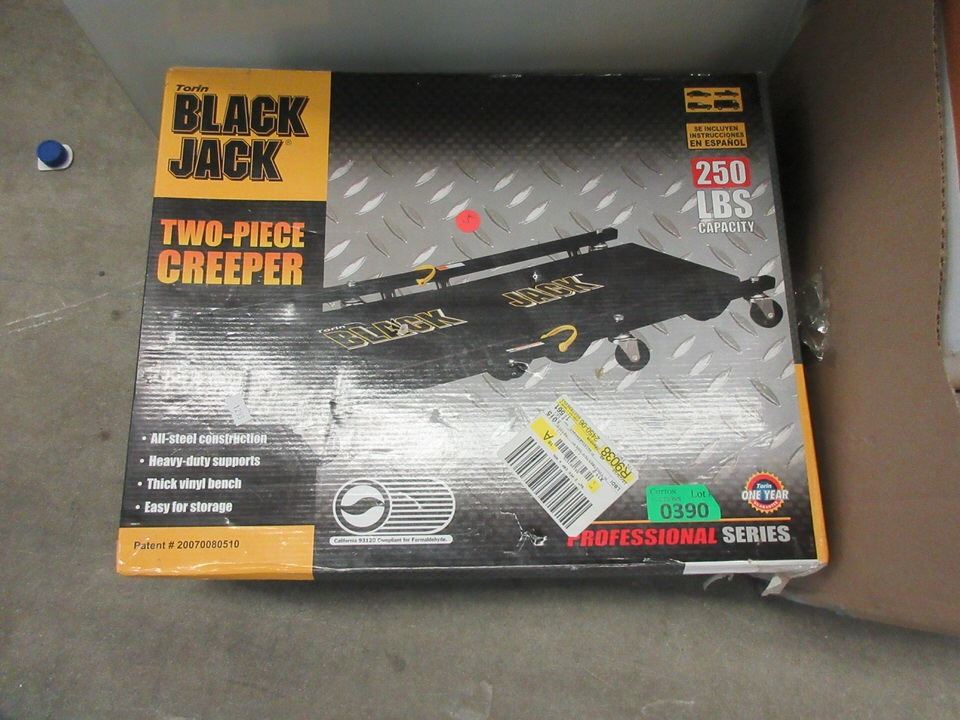 Torin
BLACK
JACK®
TWO-PIECE
CREEPER
SE INCLUYEN
INSTRUCCIONES
EN ESPAÑOL
250
LBS
CAPACITY
Torin
BLACK
JACK
• All-steel construction
• Heavy-duty supports
• Thick vinyl bench
• Easy for storage
Patent # 20070080510
California 93120 Compliant for Formaldehyde.
R9038
A
Lot
0390
Torin
ONE YEAR
PROFESSIONAL SERIES